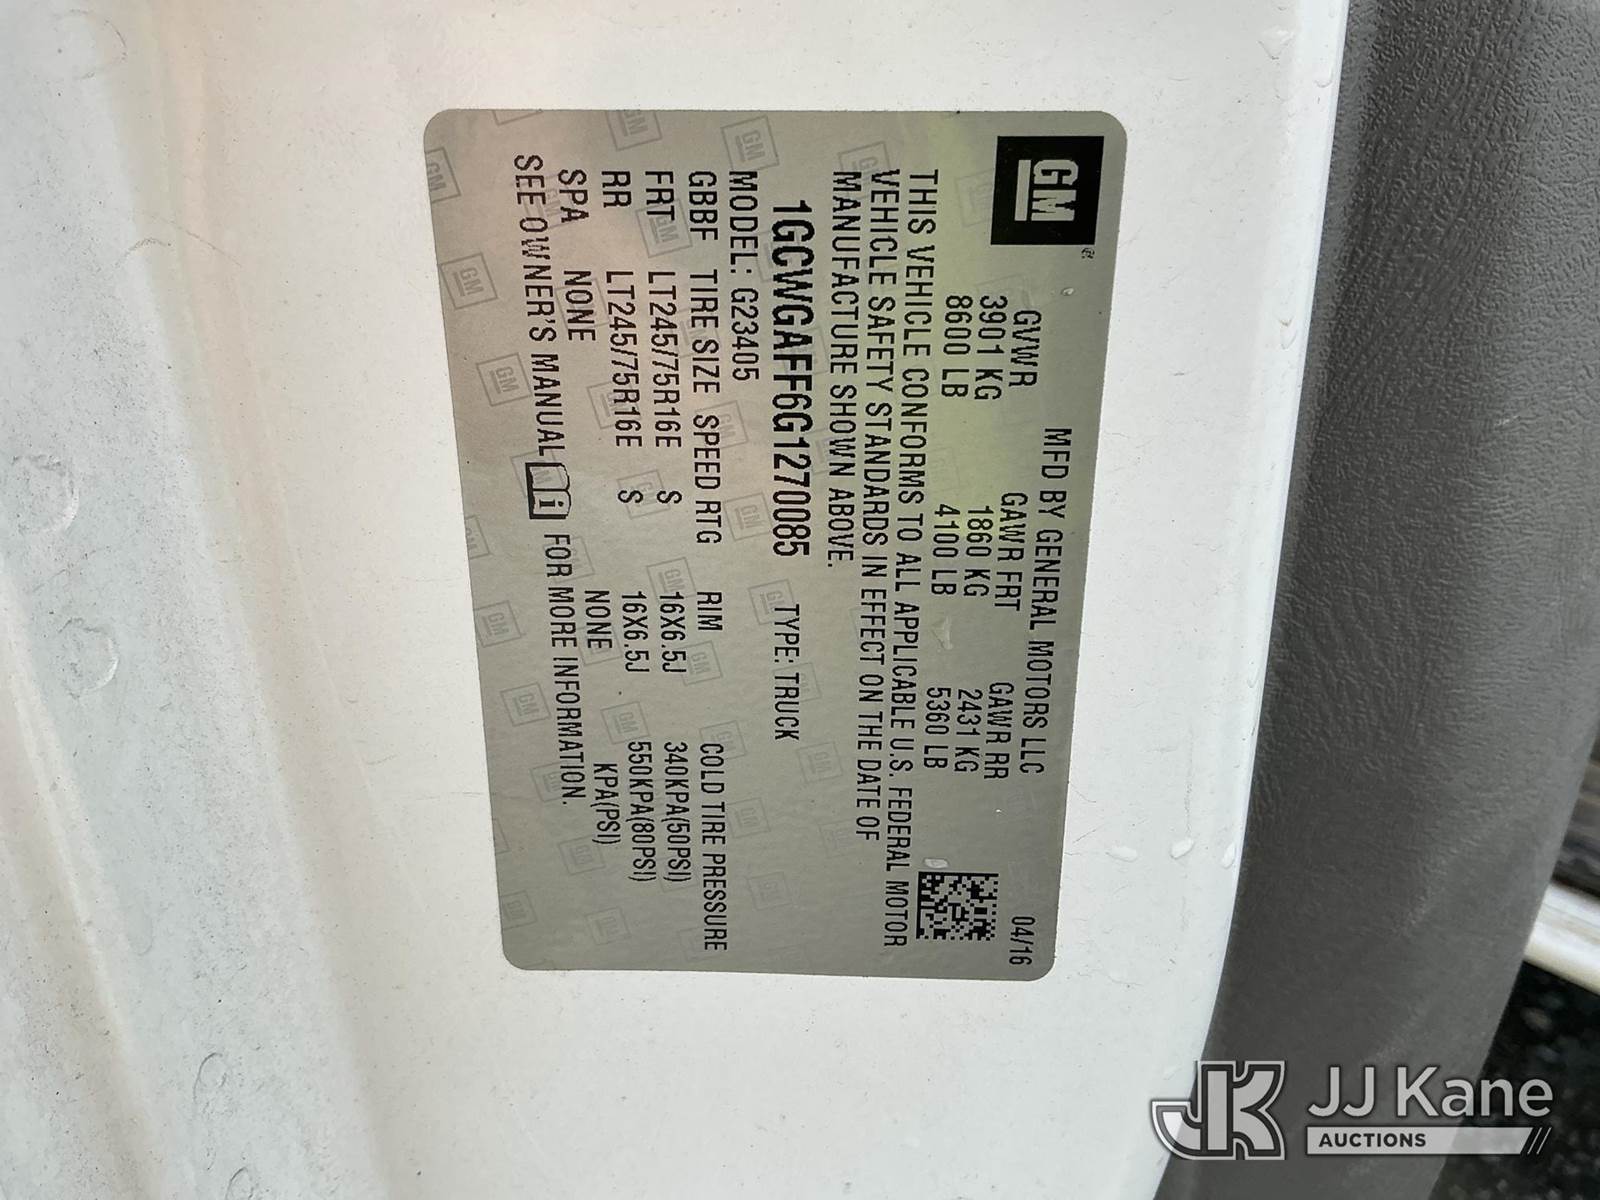 GM
MFD BY GENERAL MOTORS LLC 04/16
GVWR GAWR FRT GAWR RR
3901 KG 1860 KG 2431 KG
8600 LB 4100 LB 5360 LB
THIS VEHICLE CONFORMS TO ALL APPLICABLE U.S. FEDERAL MOTOR
VEHICLE SAFETY STANDARDS IN EFFECT ON THE DATE OF
MANUFACTURE SHOWN ABOVE.
1GCWGAFF6G1270085 TYPE: TRUCK
MODEL: G23405
GBBF TIRE SIZE SPEED RTG RIM COLD TIRE PRESSURE
FRT LT245/75R16E S 16X6.5J 340KPA(50PSI)
RR LT245/75R16E S 16X6.5J 550KPA(80PSI)
SPA NONE NONE KPA(PSI)
SEE OWNER'S MANUAL i FOR MORE INFORMATION.
JK JJ Kane
AUCTIONS